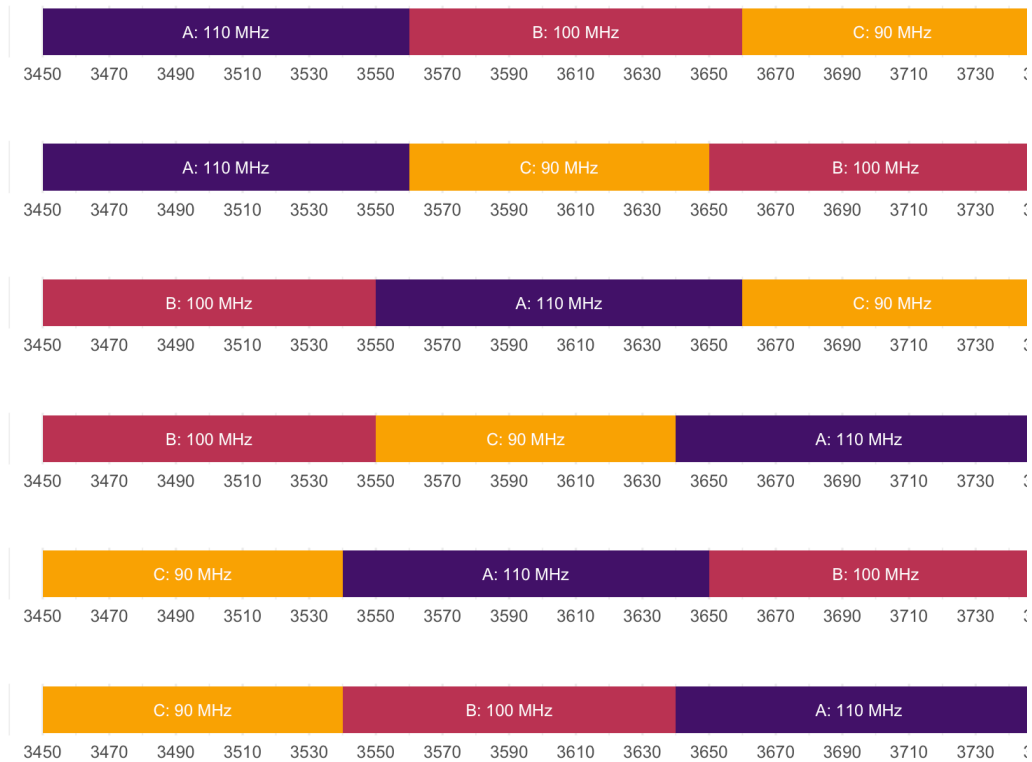 A: 110 MHz B: 100 MHz C: 90 MHz
3450 3470 3490 3510 3530 3550 3570 3590 3610 3630 3650 3670 3690 3710 3730
A: 110 MHz C: 90 MHz B: 100 MHz
3450 3470 3490 3510 3530 3550 3570 3590 3610 3630 3650 3670 3690 3710 3730
B: 100 MHz A: 110 MHz C: 90 MHz
3450 3470 3490 3510 3530 3550 3570 3590 3610 3630 3650 3670 3690 3710 3730
B: 100 MHz C: 90 MHz A: 110 MHz
3450 3470 3490 3510 3530 3550 3570 3590 3610 3630 3650 3670 3690 3710 3730
C: 90 MHz A: 110 MHz B: 100 MHz
3450 3470 3490 3510 3530 3550 3570 3590 3610 3630 3650 3670 3690 3710 3730
C: 90 MHz B: 100 MHz A: 110 MHz
3450 3470 3490 3510 3530 3550 3570 3590 3610 3630 3650 3670 3690 3710 3730